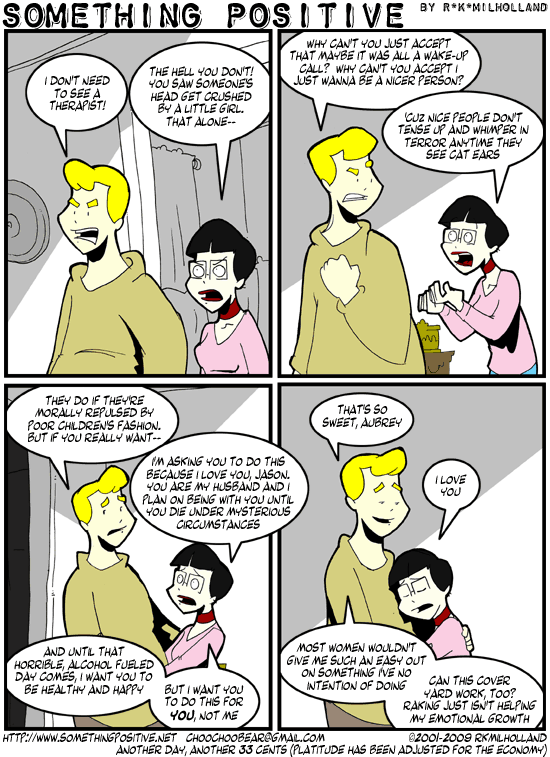 SOMETHING POSITIVE BY R*K*MILHOLLAND
I DON'T NEED
TO SEE A
THERAPIST!
THE HELL YOU DON'T!
YOU SAW SOMEONE'S
HEAD GET CRUSHED
BY A LITTLE GIRL.
THAT ALONE--
WHY CAN'T YOU JUST ACCEPT
THAT MAYBE IT WAS ALL A WAKE-UP
CALL? WHY CAN'T YOU ACCEPT I
JUST WANNA BE A NICER PERSON?
'CUZ NICE PEOPLE DON'T
TENSE UP AND WHIMPER IN
TERROR ANYTIME THEY
SEE CAT EARS
THEY DO IF THEY'RE
MORALLY REPULSED BY
POOR CHILDREN'S FASHION.
BUT IF YOU REALLY WANT--
I'M ASKING YOU TO DO THIS
BECAUSE I LOVE YOU, JASON.
YOU ARE MY HUSBAND AND I
PLAN ON BEING WITH YOU UNTIL
YOU DIE UNDER MYSTERIOUS
CIRCUMSTANCES
AND UNTIL THAT
HORRIBLE, ALCOHOL FUELED
DAY COMES, I WANT YOU TO
BE HEALTHY AND HAPPY
BUT I WANT YOU
TO DO THIS FOR
YOU, NOT ME
THAT'S SO
SWEET, AUBREY
I LOVE
YOU
MOST WOMEN WOULDN'T
GIVE ME SUCH AN EASY OUT
ON SOMETHING I'VE NO
INTENTION OF DOING
CAN THIS COVER
YARD WORK, TOO?
RAKING JUST ISN'T HELPING
MY EMOTIONAL GROWTH
HTTP://WWW.SOMETHINGPOSITIVE.NET CHOOCHOOBEAR@GMAIL.COM ©2001-2009 RKMILHOLLAND
ANOTHER DAY, ANOTHER 33 CENTS (PLATITUDE HAS BEEN ADJUSTED FOR THE ECONOMY)